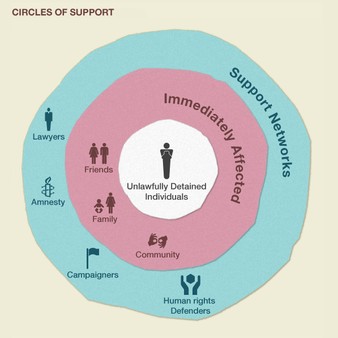 CIRCLES OF SUPPORT
Support Networks
Immediately Affected
Lawyers
Friends
Unlawfully Detained
Individuals
Amnesty
Family
Community
Campaigners
Human rights
Defenders